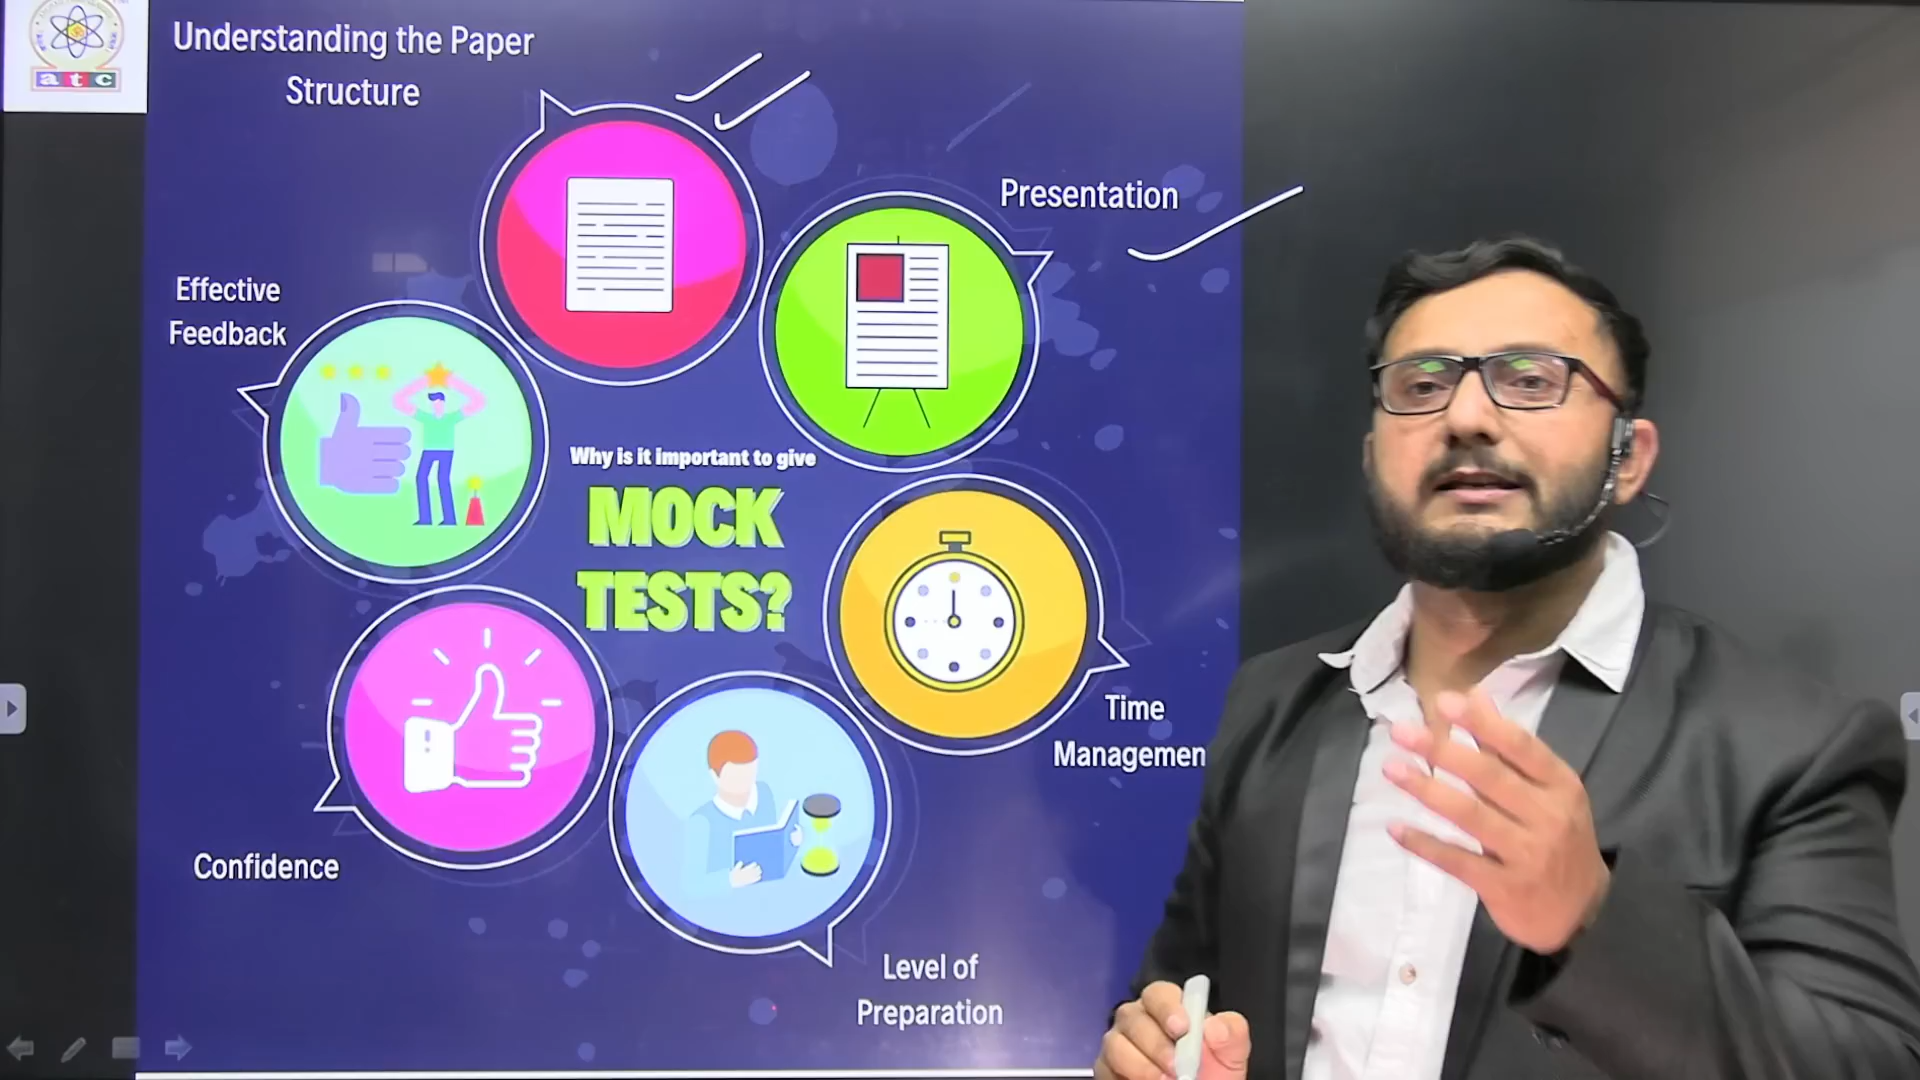 atc
Understanding the Paper
Structure
Presentation
Effective
Feedback
Why is it important to give
MOCK
TESTS?
Time
Managemen
Confidence
Level of
Preparation